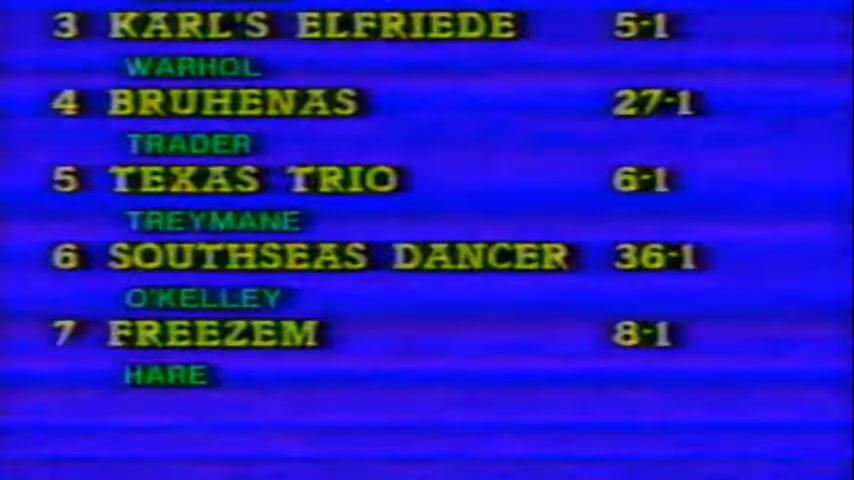 3 KARL'S ELFRIEDE 5-1
WARHOL
4 BRUHENAS 27-1
TRADER
5 TEXAS TRIO 6-1
TREYMANE
6 SOUTHSEAS DANCER 36-1
O'KELLEY
7 FREEZEM 8-1
HARE